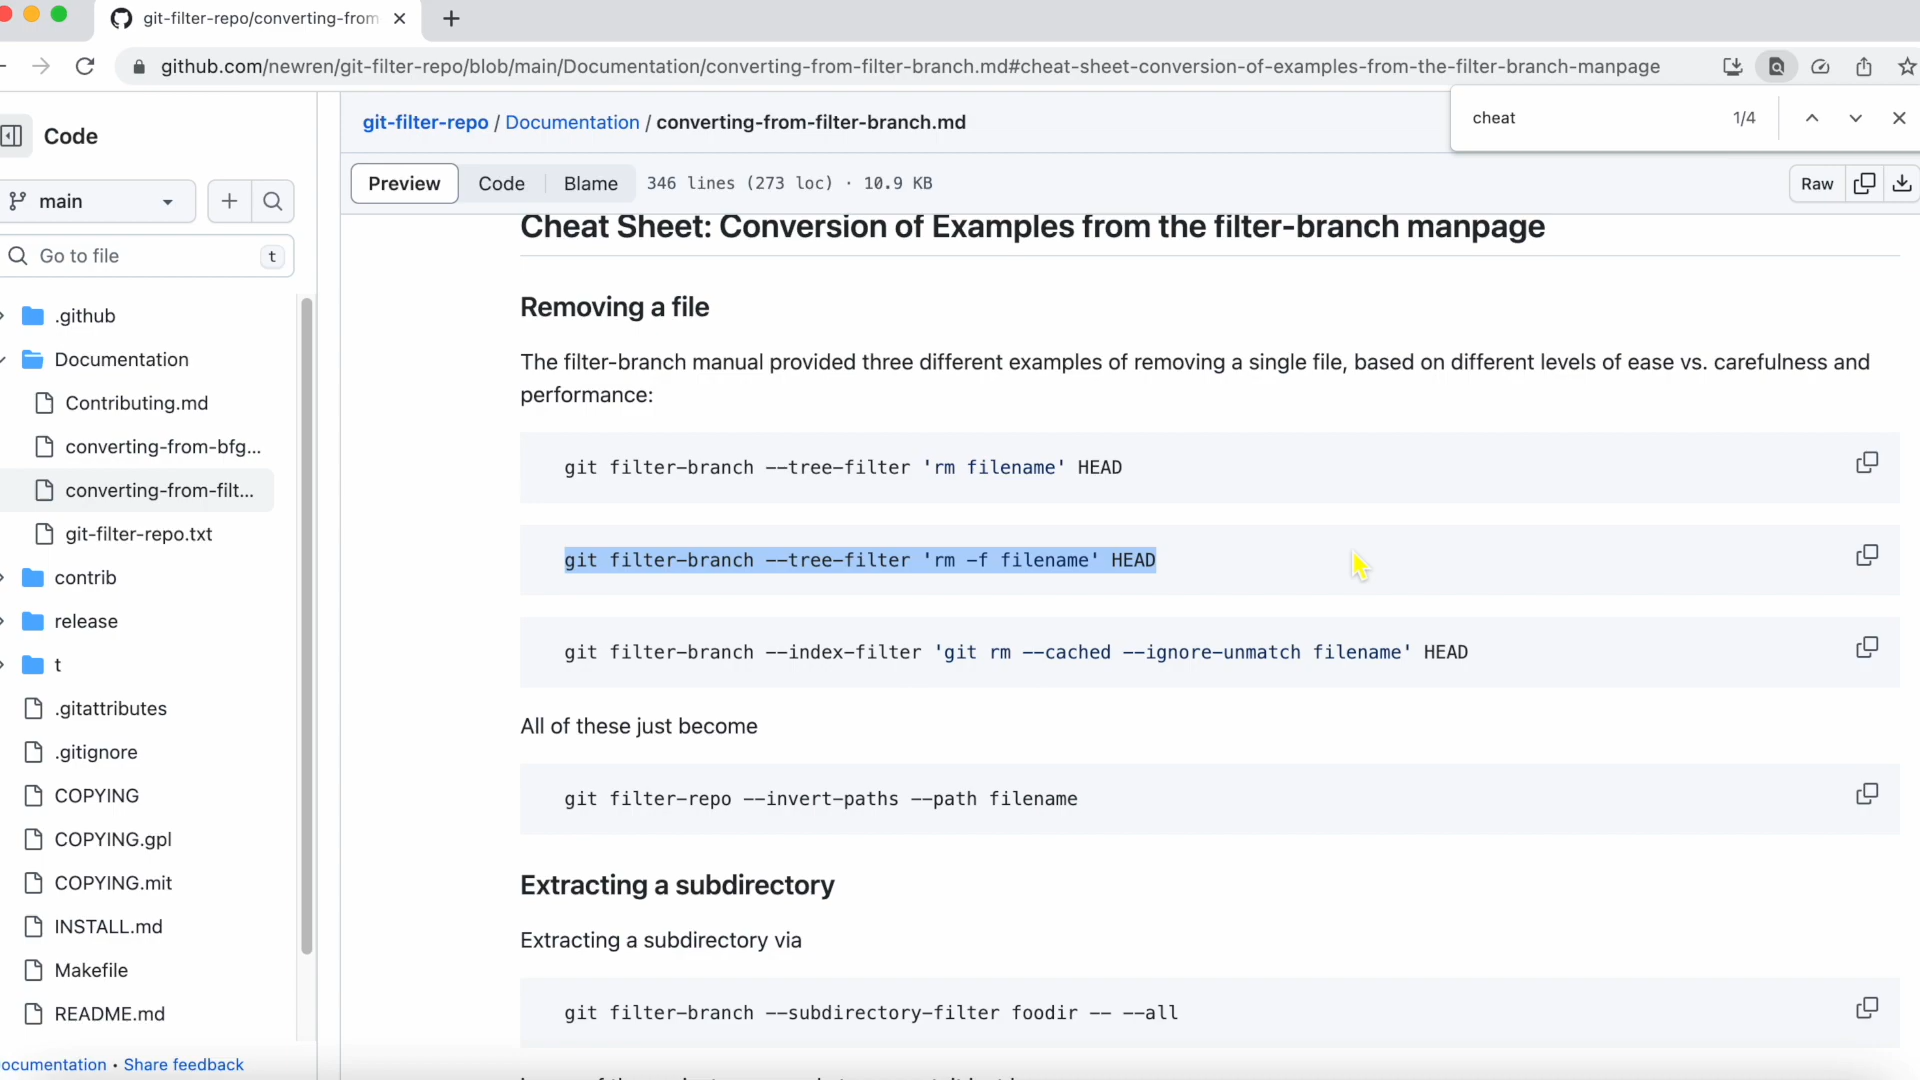 git-filter-repo/converting-from
github.com/newren/git-filter-repo/blob/main/Documentation/converting-from-filter-branch.md#cheat-sheet-conversion-of-examples-from-the-filter-branch-manpage
cheat 1/4
Code
git-filter-repo / Documentation / converting-from-filter-branch.md
main
Preview Code Blame 346 lines (273 loc) · 10.9 KB Raw
Go to file t
.github
Documentation
Contributing.md
converting-from-bfg...
converting-from-filt...
git-filter-repo.txt
contrib
release
t
.gitattributes
.gitignore
COPYING
COPYING.gpl
COPYING.mit
INSTALL.md
Makefile
README.md
ocumentation • Share feedback
Cheat Sheet: Conversion of Examples from the filter-branch manpage
Removing a file
The filter-branch manual provided three different examples of removing a single file, based on different levels of ease vs. carefulness and
performance:
git filter-branch --tree-filter 'rm filename' HEAD
git filter-branch --tree-filter 'rm -f filename' HEAD
git filter-branch --index-filter 'git rm --cached --ignore-unmatch filename' HEAD
All of these just become
git filter-repo --invert-paths --path filename
Extracting a subdirectory
Extracting a subdirectory via
git filter-branch --subdirectory-filter foodir -- --all